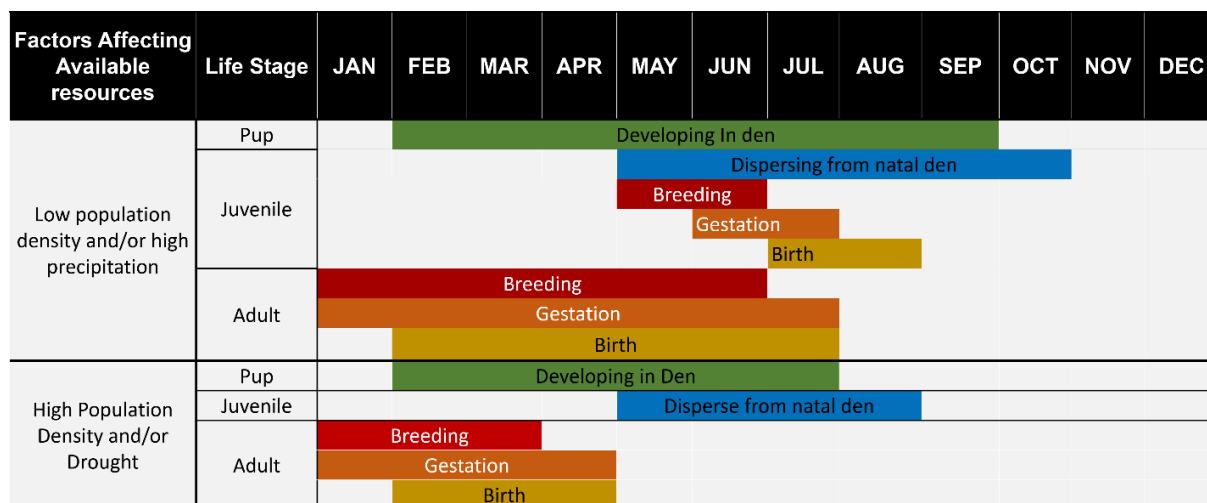 Factors Affecting
Available
resources
Life Stage
JAN
FEB
MAR
APR
MAY
JUN
JUL
AUG
SEP
OCT
NOV
DEC
Low population
density and/or high
precipitation
Pup
Developing In den
Juvenile
Dispersing from natal den
Breeding
Gestation
Birth
Adult
Breeding
Gestation
Birth
High Population
Density and/or
Drought
Pup
Developing in Den
Juvenile
Disperse from natal den
Adult
Breeding
Gestation
Birth